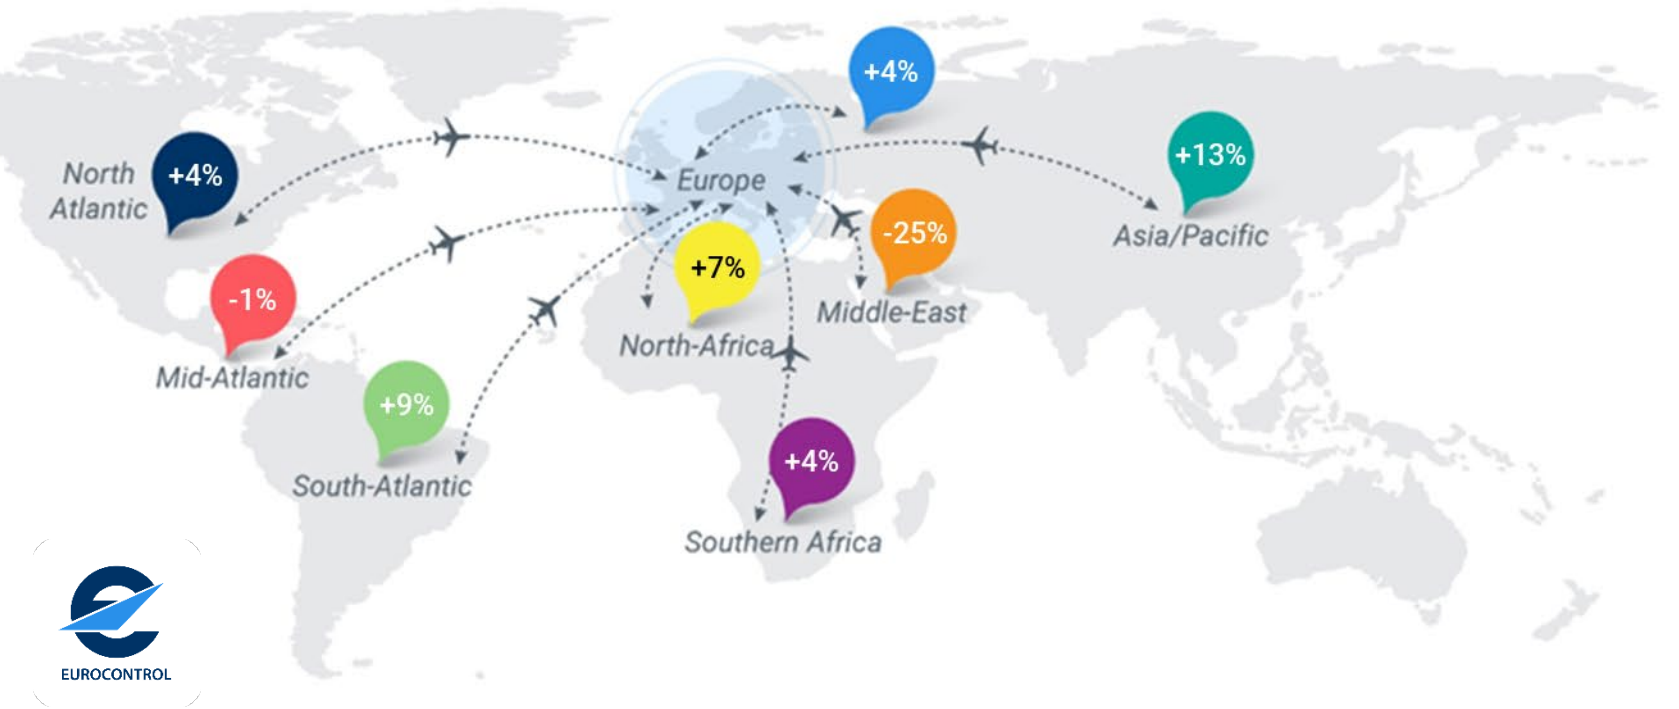 +4%
North
Atlantic
+4%
+13%
Europe
Asia/Pacific
-25%
+7%
-1%
Middle-East
North-Africa
Mid-Atlantic
+9%
+4%
South-Atlantic
Southern Africa
EUROCONTROL